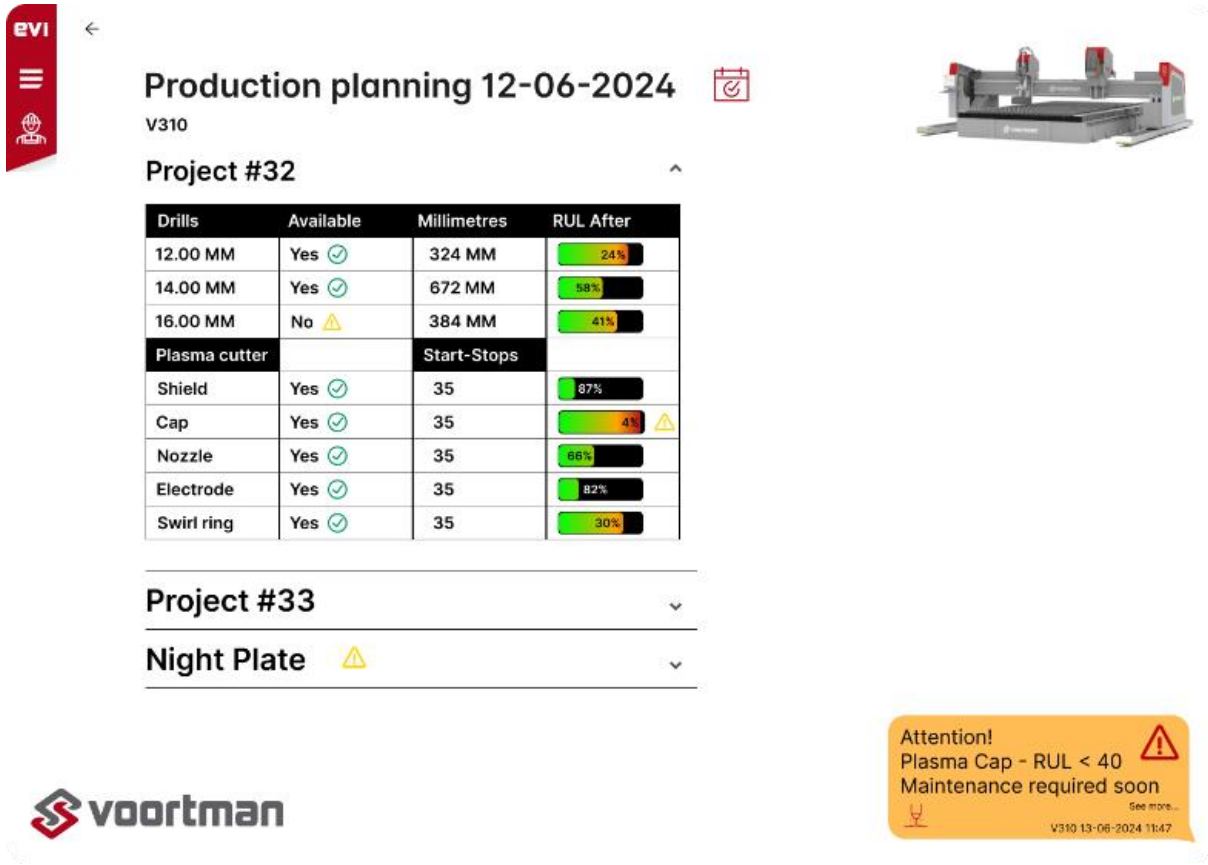 evi
Production planning 12-06-2024
V310
Project #32
Drills Available Millimetres RUL After
12.00 MM Yes 324 MM 24%
14.00 MM Yes 672 MM 58%
16.00 MM No 384 MM 41%
Plasma cutter Start-Stops
Shield Yes 35 87%
Cap Yes 35 4%
Nozzle Yes 35 66%
Electrode Yes 35 82%
Swirl ring Yes 35 30%
Project #33
Night Plate
Attention!
Plasma Cap - RUL < 40
Maintenance required soon
See more...
V310 13-06-2024 11:47
voortman